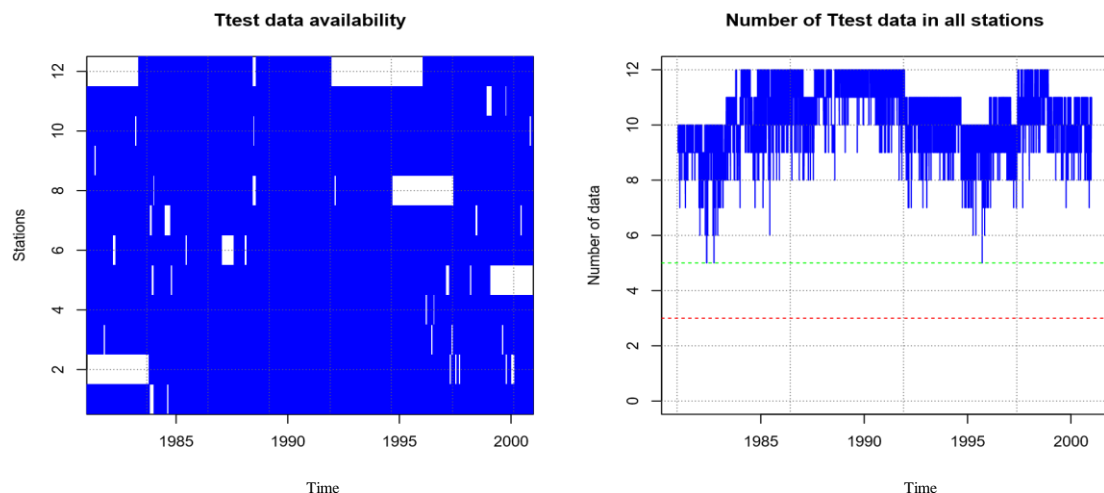 Ttest data availability
Stations
12
10
8
6
4
2
1985 1990 1995 2000
Time
Number of Ttest data in all stations
Number of data
12
10
8
6
4
2
0
1985 1990 1995 2000
Time